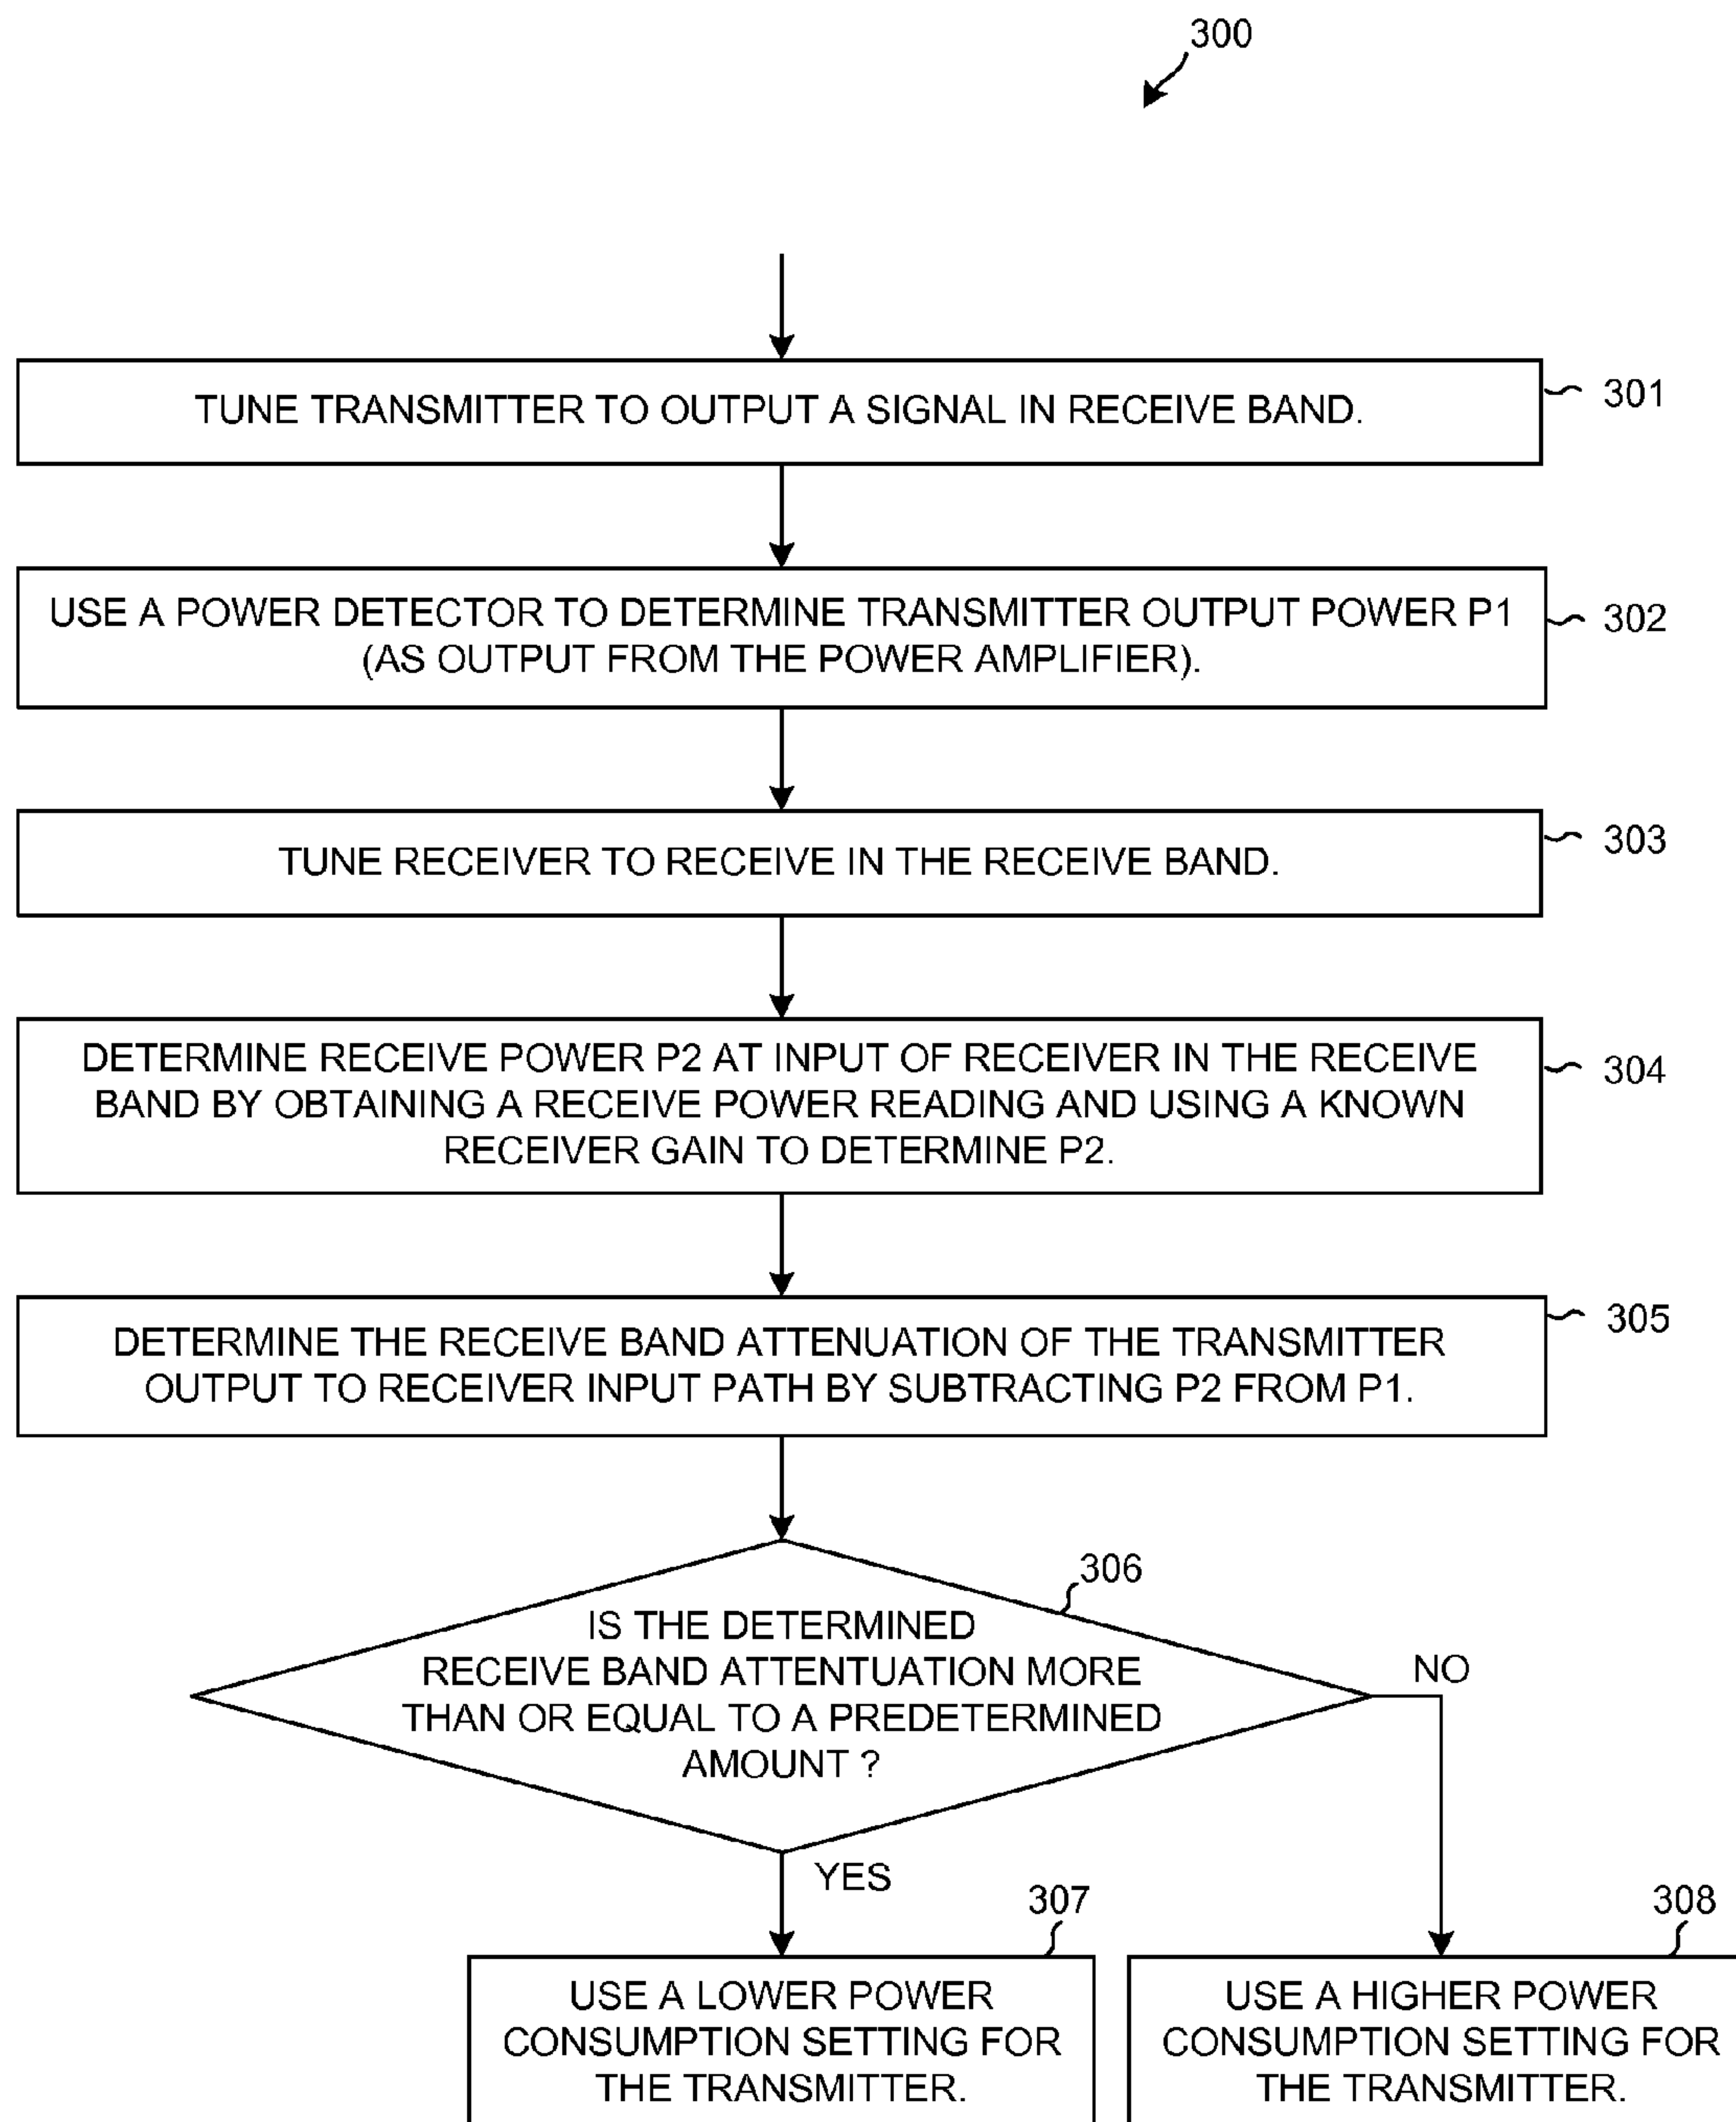 300
TUNE TRANSMITTER TO OUTPUT A SIGNAL IN RECEIVE BAND.
301
USE A POWER DETECTOR TO DETERMINE TRANSMITTER OUTPUT POWER P1
(AS OUTPUT FROM THE POWER AMPLIFIER).
302
TUNE RECEIVER TO RECEIVE IN THE RECEIVE BAND.
303
DETERMINE RECEIVE POWER P2 AT INPUT OF RECEIVER IN THE RECEIVE
BAND BY OBTAINING A RECEIVE POWER READING AND USING A KNOWN
RECEIVER GAIN TO DETERMINE P2.
304
DETERMINE THE RECEIVE BAND ATTENUATION OF THE TRANSMITTER
OUTPUT TO RECEIVER INPUT PATH BY SUBTRACTING P2 FROM P1.
305
306
IS THE DETERMINED
RECEIVE BAND ATTENTUATION MORE
THAN OR EQUAL TO A PREDETERMINED
AMOUNT ?
NO
YES
307
USE A LOWER POWER
CONSUMPTION SETTING FOR
THE TRANSMITTER.
308
USE A HIGHER POWER
CONSUMPTION SETTING FOR
THE TRANSMITTER.